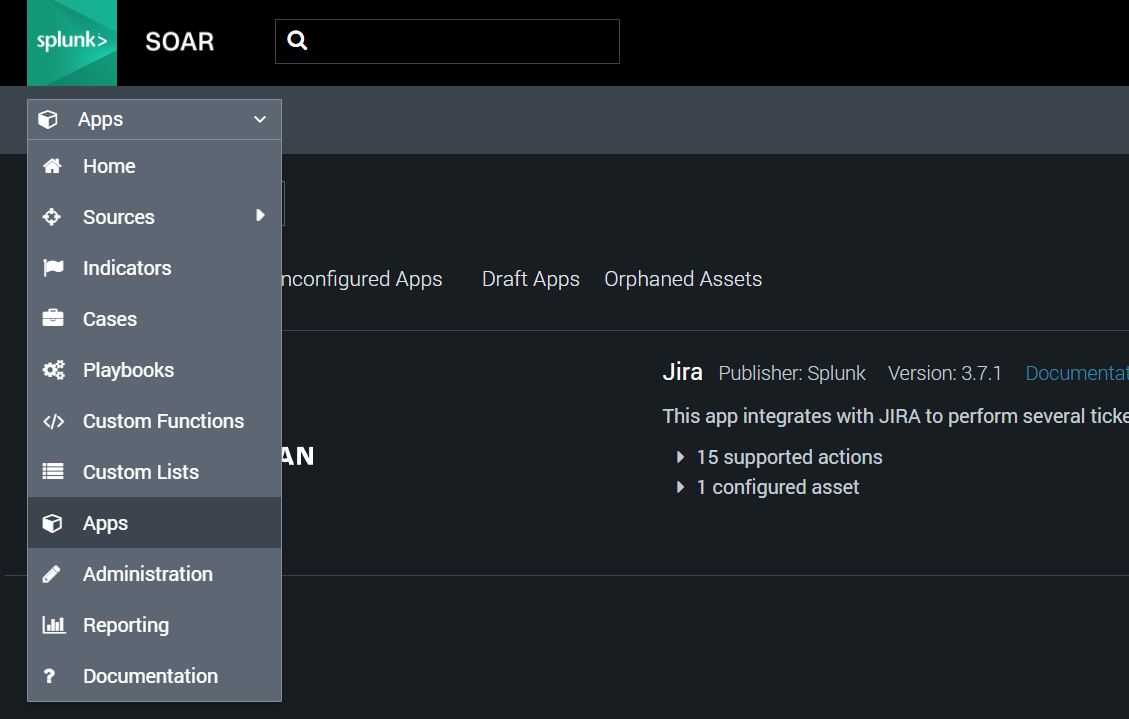 splunk> SOAR
Apps
Home
Sources
Indicators
nconfigured Apps Draft Apps Orphaned Assets
Cases
Playbooks
Jira Publisher: Splunk Version: 3.7.1 Documentat
Custom Functions
This app integrates with JIRA to perform several ticke
Custom Lists
AN
15 supported actions
1 configured asset
Apps
Administration
Reporting
Documentation